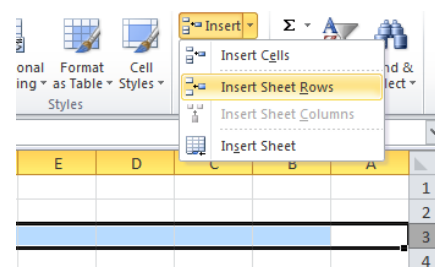 Insert Σ
onal Format Cell nd &
ing as Table Styles lect
Styles
Insert Cells
Insert Sheet Rows
Insert Sheet Columns
Insert Sheet
E D C B A
1
2
3
4